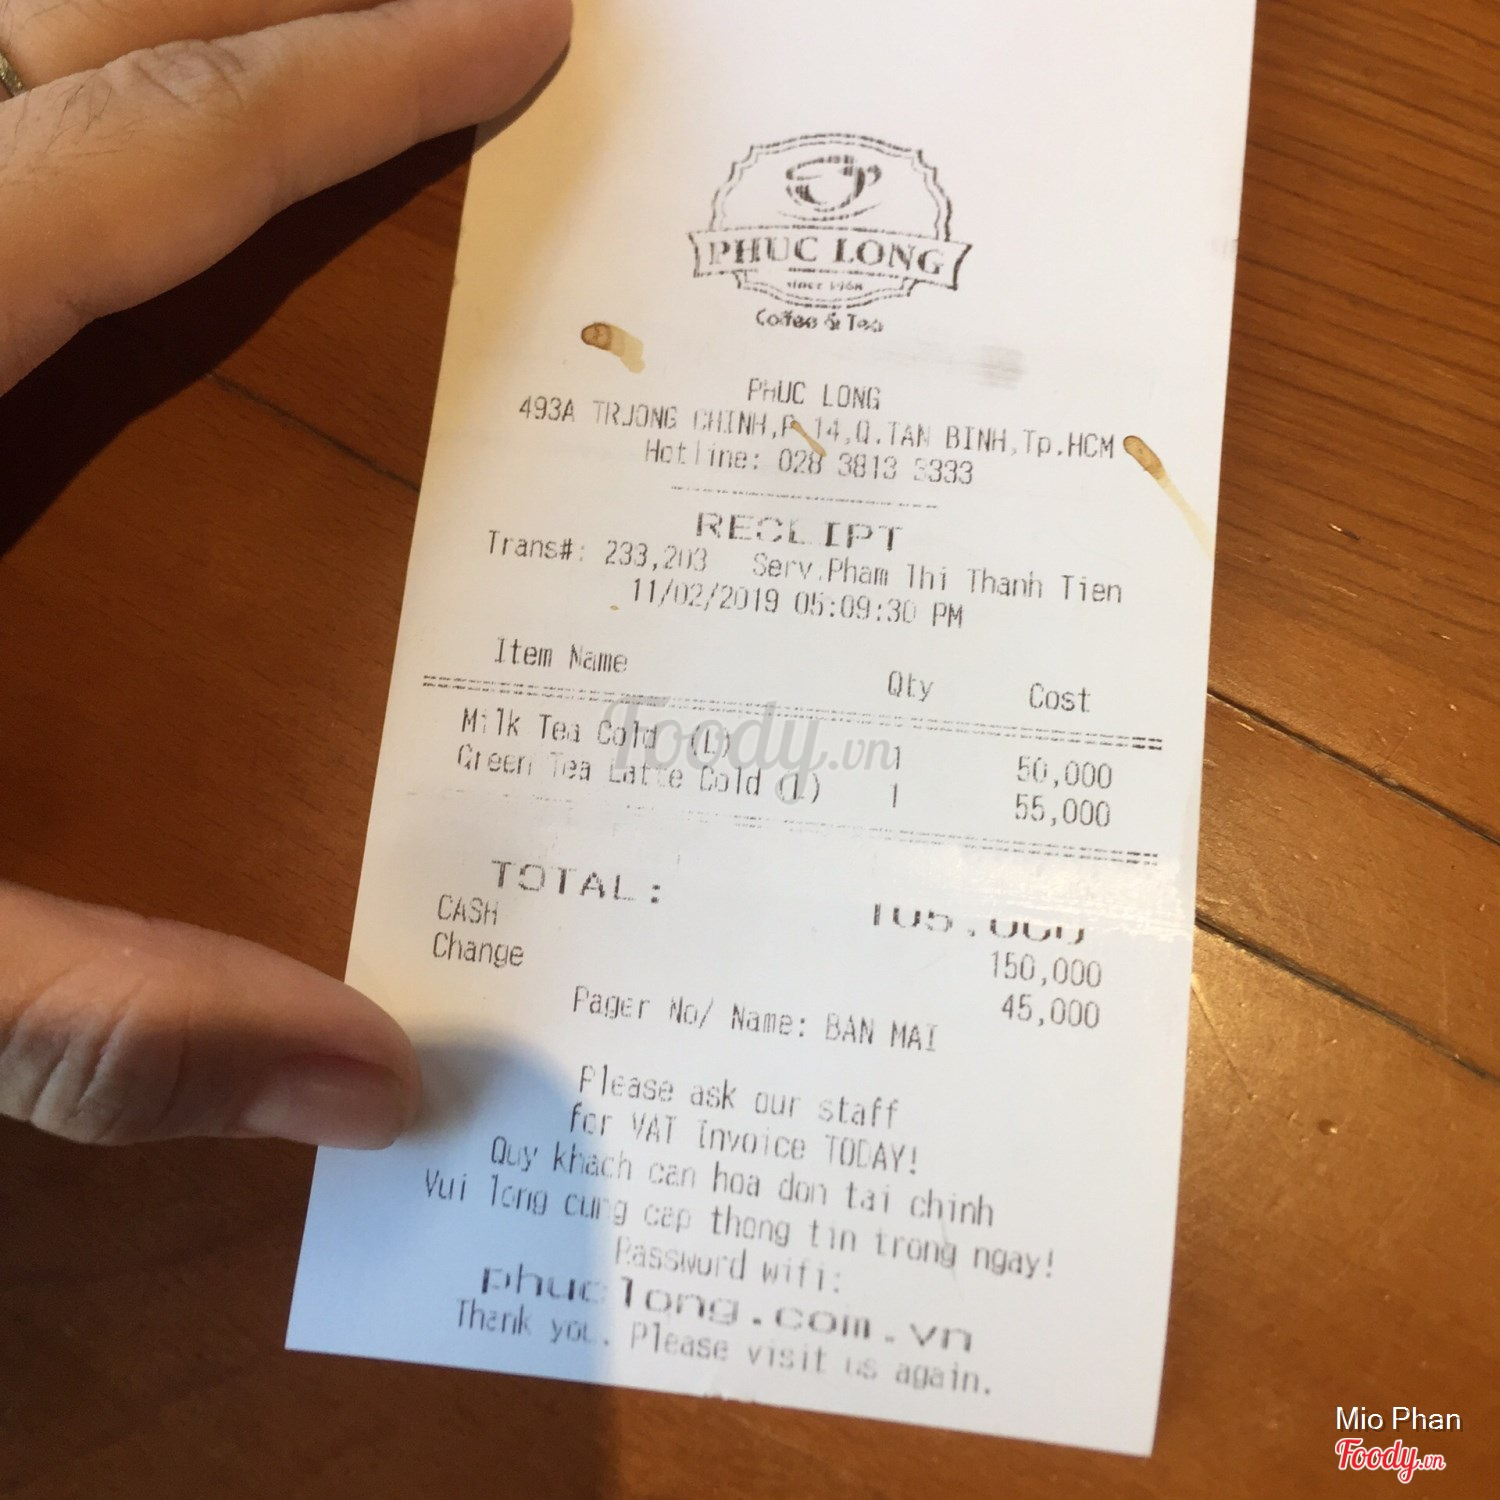 PHUC LONG
since 1968
Coffee & Tea
PHUC LONG
493A TRUONG CHINH,P.14,Q.TAN BINH,Tp.HCM
Hotline: 028 3813 3333
RECEIPT
Trans#: 233,203 Serv.Pham Thi Thanh Tien
11/02/2019 05:09:30 PM
Item Name Qty Cost
Milk Tea Cold (L) 1 50,000
Green Tea Latte Cold (L) 1 55,000
TOTAL: 105,000
CASH 150,000
Change 45,000
Pager No/ Name: BAN MAI
Please ask our staff
for VAT Invoice TODAY!
Quy khach can hoa don tai chinh
Vui long cung cap thong tin trong ngay!
Password wifi:
phuclong.com.vn
Thank you. Please visit us again.
Foody.vn
Mio Phan
Foody.vn